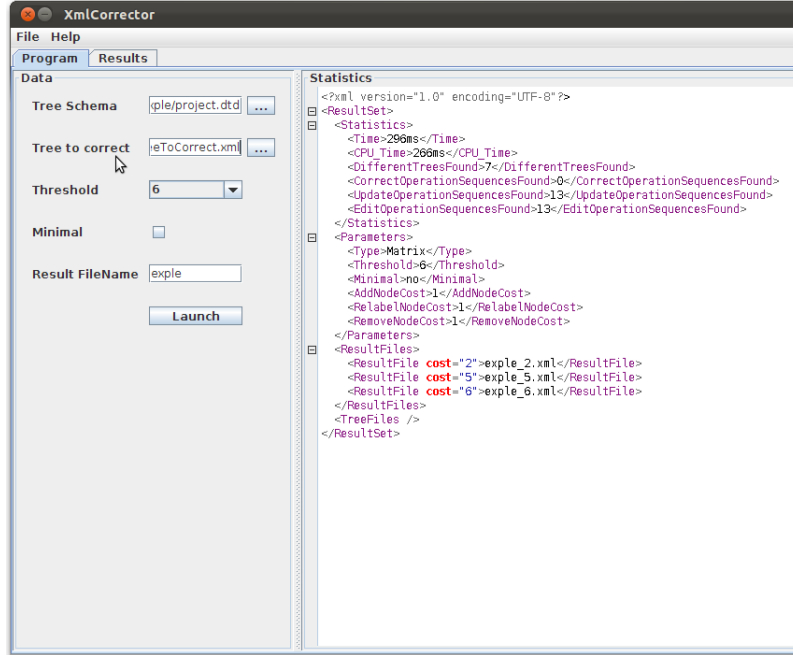 XmlCorrector
File Help
Program Results
Data
Tree Schema ple/project.dtd ...
Tree to correct eToCorrect.xml ...
Threshold 6
Minimal
Result FileName exple
Launch
Statistics
<?xml version="1.0" encoding="UTF-8"?>
<ResultSet>
<Statistics>
<Time>296ms</Time>
<CPU_Time>266ms</CPU_Time>
<DifferentTreesFound>7</DifferentTreesFound>
<CorrectOperationSequencesFound>0</CorrectOperationSequencesFound>
<UpdateOperationSequencesFound>13</UpdateOperationSequencesFound>
<EditOperationSequencesFound>13</EditOperationSequencesFound>
</Statistics>
<Parameters>
<Type>Matrix</Type>
<Threshold>6</Threshold>
<Minimal>no</Minimal>
<AddNodeCost>1</AddNodeCost>
<RelabelNodeCost>1</RelabelNodeCost>
<RemoveNodeCost>1</RemoveNodeCost>
</Parameters>
<ResultFiles>
<ResultFile cost="2">exple_2.xml</ResultFile>
<ResultFile cost="5">exple_5.xml</ResultFile>
<ResultFile cost="6">exple_6.xml</ResultFile>
</ResultFiles>
<TreeFiles />
</ResultSet>